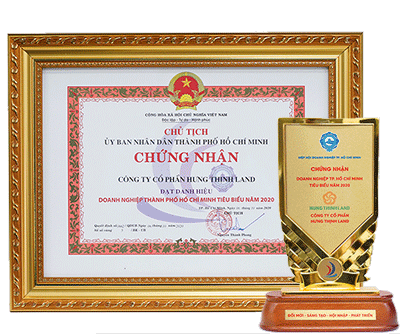 CỘNG HÒA XÃ HỘI CHỦ NGHĨA VIỆT NAM
Độc lập - Tự do - Hạnh phúc
CHỦ TỊCH
ỦY BAN NHÂN DÂN THÀNH PHỐ HỒ CHÍ MINH
CHỨNG NHẬN
CÔNG TY CỔ PHẦN HƯNG THỊNH LAND
ĐẠT DANH HIỆU
DOANH NGHIỆP THÀNH PHỐ HỒ CHÍ MINH TIÊU BIỂU NĂM 2020
CHỦ TỊCH
Nguyễn Thành Phong
HIỆP HỘI DOANH NGHIỆP TP. HỒ CHÍ MINH
CHỨNG NHẬN
DOANH NGHIỆP TP. HỒ CHÍ MINH
TIÊU BIỂU NĂM 2020
HUNG THINH LAND
CÔNG TY CỔ PHẦN
HƯNG THỊNH LAND
ĐỔI MỚI - SÁNG TẠO - HỘI NHẬP - PHÁT TRIỂN